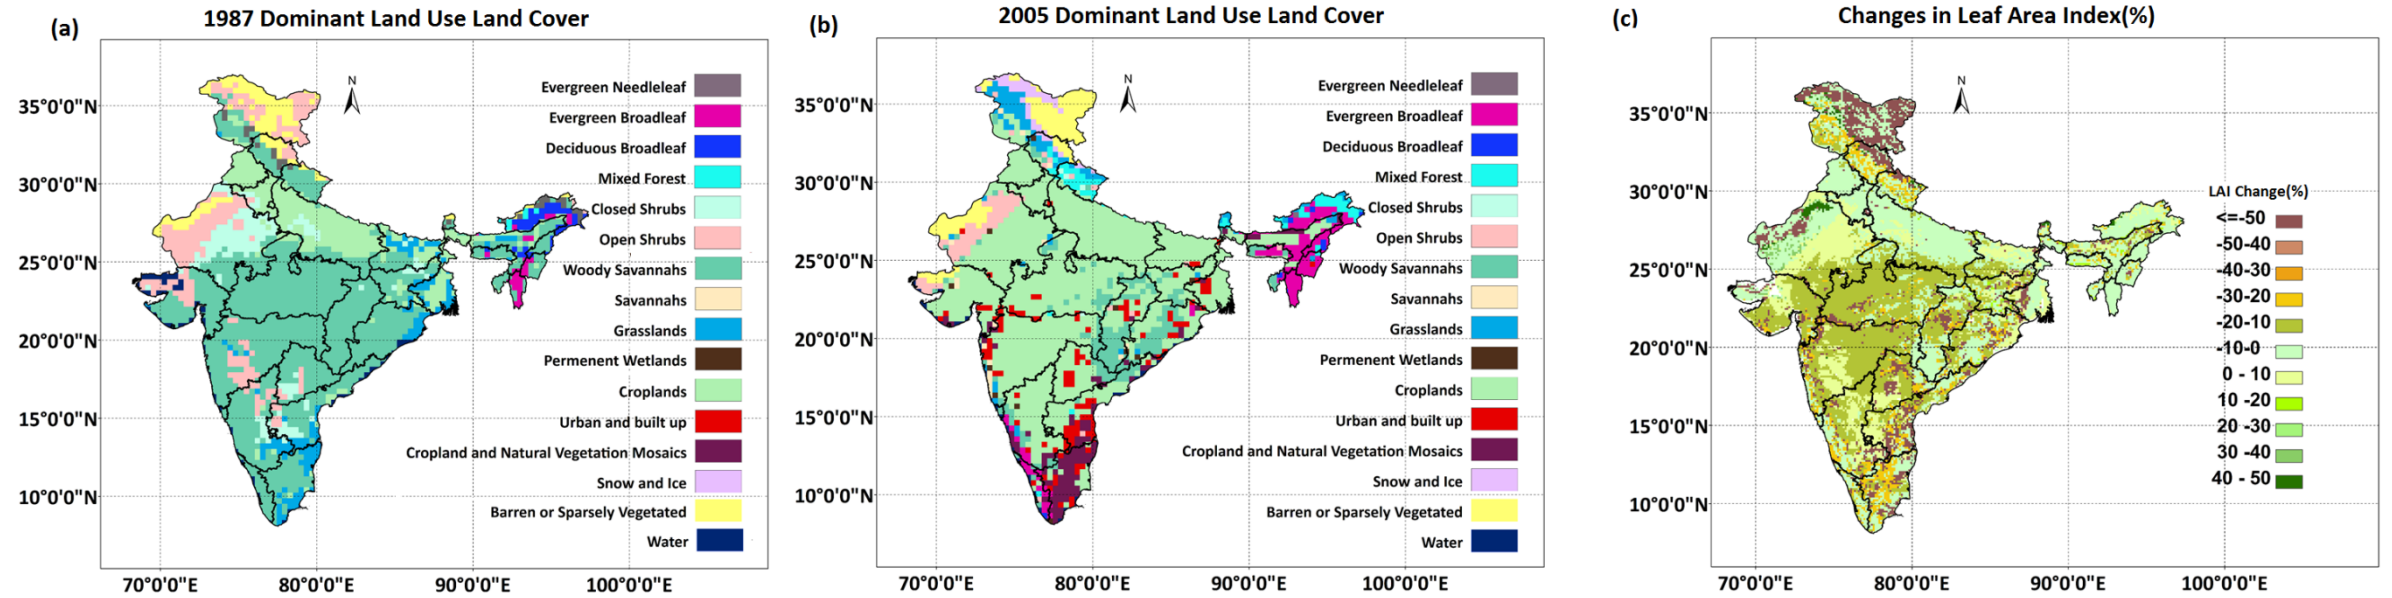 (a)
1987 Dominant Land Use Land Cover
N
35°0'0"N
30°0'0"N
25°0'0"N
20°0'0"N
15°0'0"N
10°0'0"N
70°0'0"E
80°0'0"E
90°0'0"E
100°0'0"E
Evergreen Needleleaf
Evergreen Broadleaf
Deciduous Broadleaf
Mixed Forest
Closed Shrubs
Open Shrubs
Woody Savannahs
Savannahs
Grasslands
Permenent Wetlands
Croplands
Urban and built up
Cropland and Natural Vegetation Mosaics
Snow and Ice
Barren or Sparsely Vegetated
Water
(b)
2005 Dominant Land Use Land Cover
N
35°0'0"N
30°0'0"N
25°0'0"N
20°0'0"N
15°0'0"N
10°0'0"N
70°0'0"E
80°0'0"E
90°0'0"E
100°0'0"E
Evergreen Needleleaf
Evergreen Broadleaf
Deciduous Broadleaf
Mixed Forest
Closed Shrubs
Open Shrubs
Woody Savannahs
Savannahs
Grasslands
Permenent Wetlands
Croplands
Urban and built up
Cropland and Natural Vegetation Mosaics
Snow and Ice
Barren or Sparsely Vegetated
Water
(c)
Changes in Leaf Area Index(%)
N
35°0'0"N
30°0'0"N
25°0'0"N
20°0'0"N
15°0'0"N
10°0'0"N
70°0'0"E
80°0'0"E
90°0'0"E
100°0'0"E
LAI Change(%)
<=-50
-50-40
-40-30
-30-20
-20-10
-10-0
0 - 10
10 -20
20 -30
30 -40
40 - 50